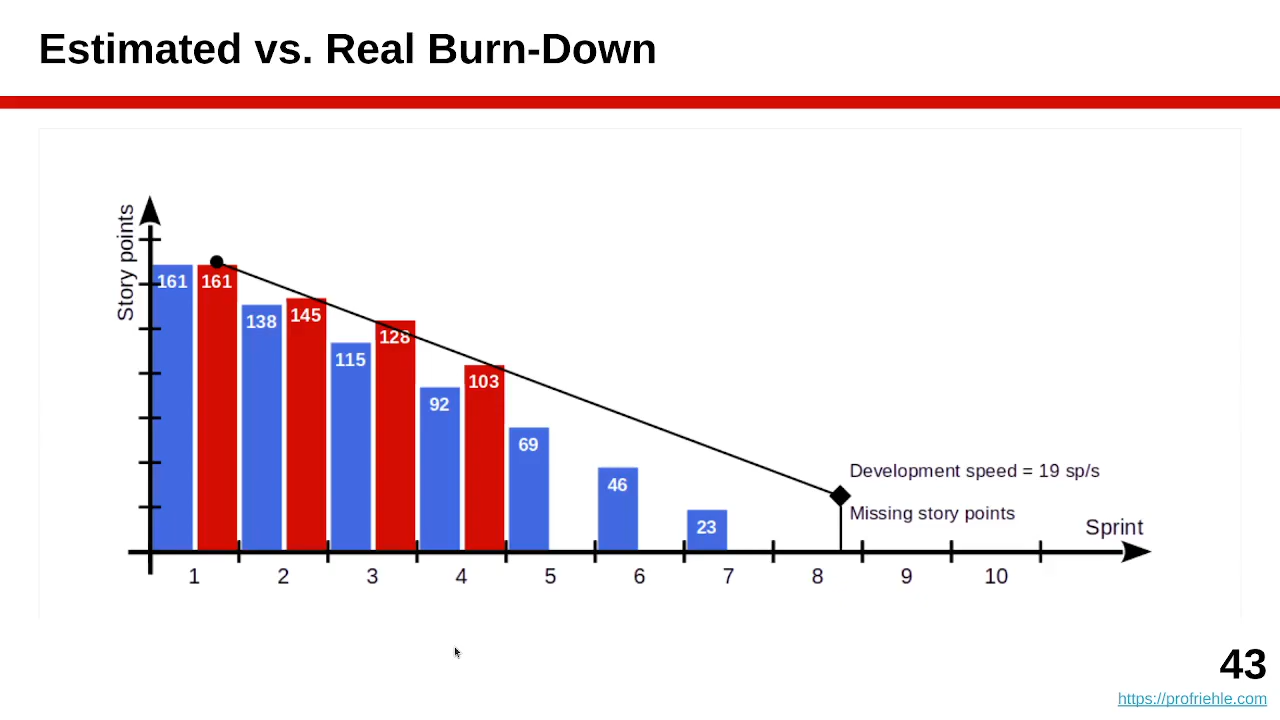 Estimated vs. Real Burn-Down
Story points
161 161
138 145
115 128
92 103
69
46
23
Development speed = 19 sp/s
Missing story points
Sprint
1 2 3 4 5 6 7 8 9 10
43
https://profriehle.com